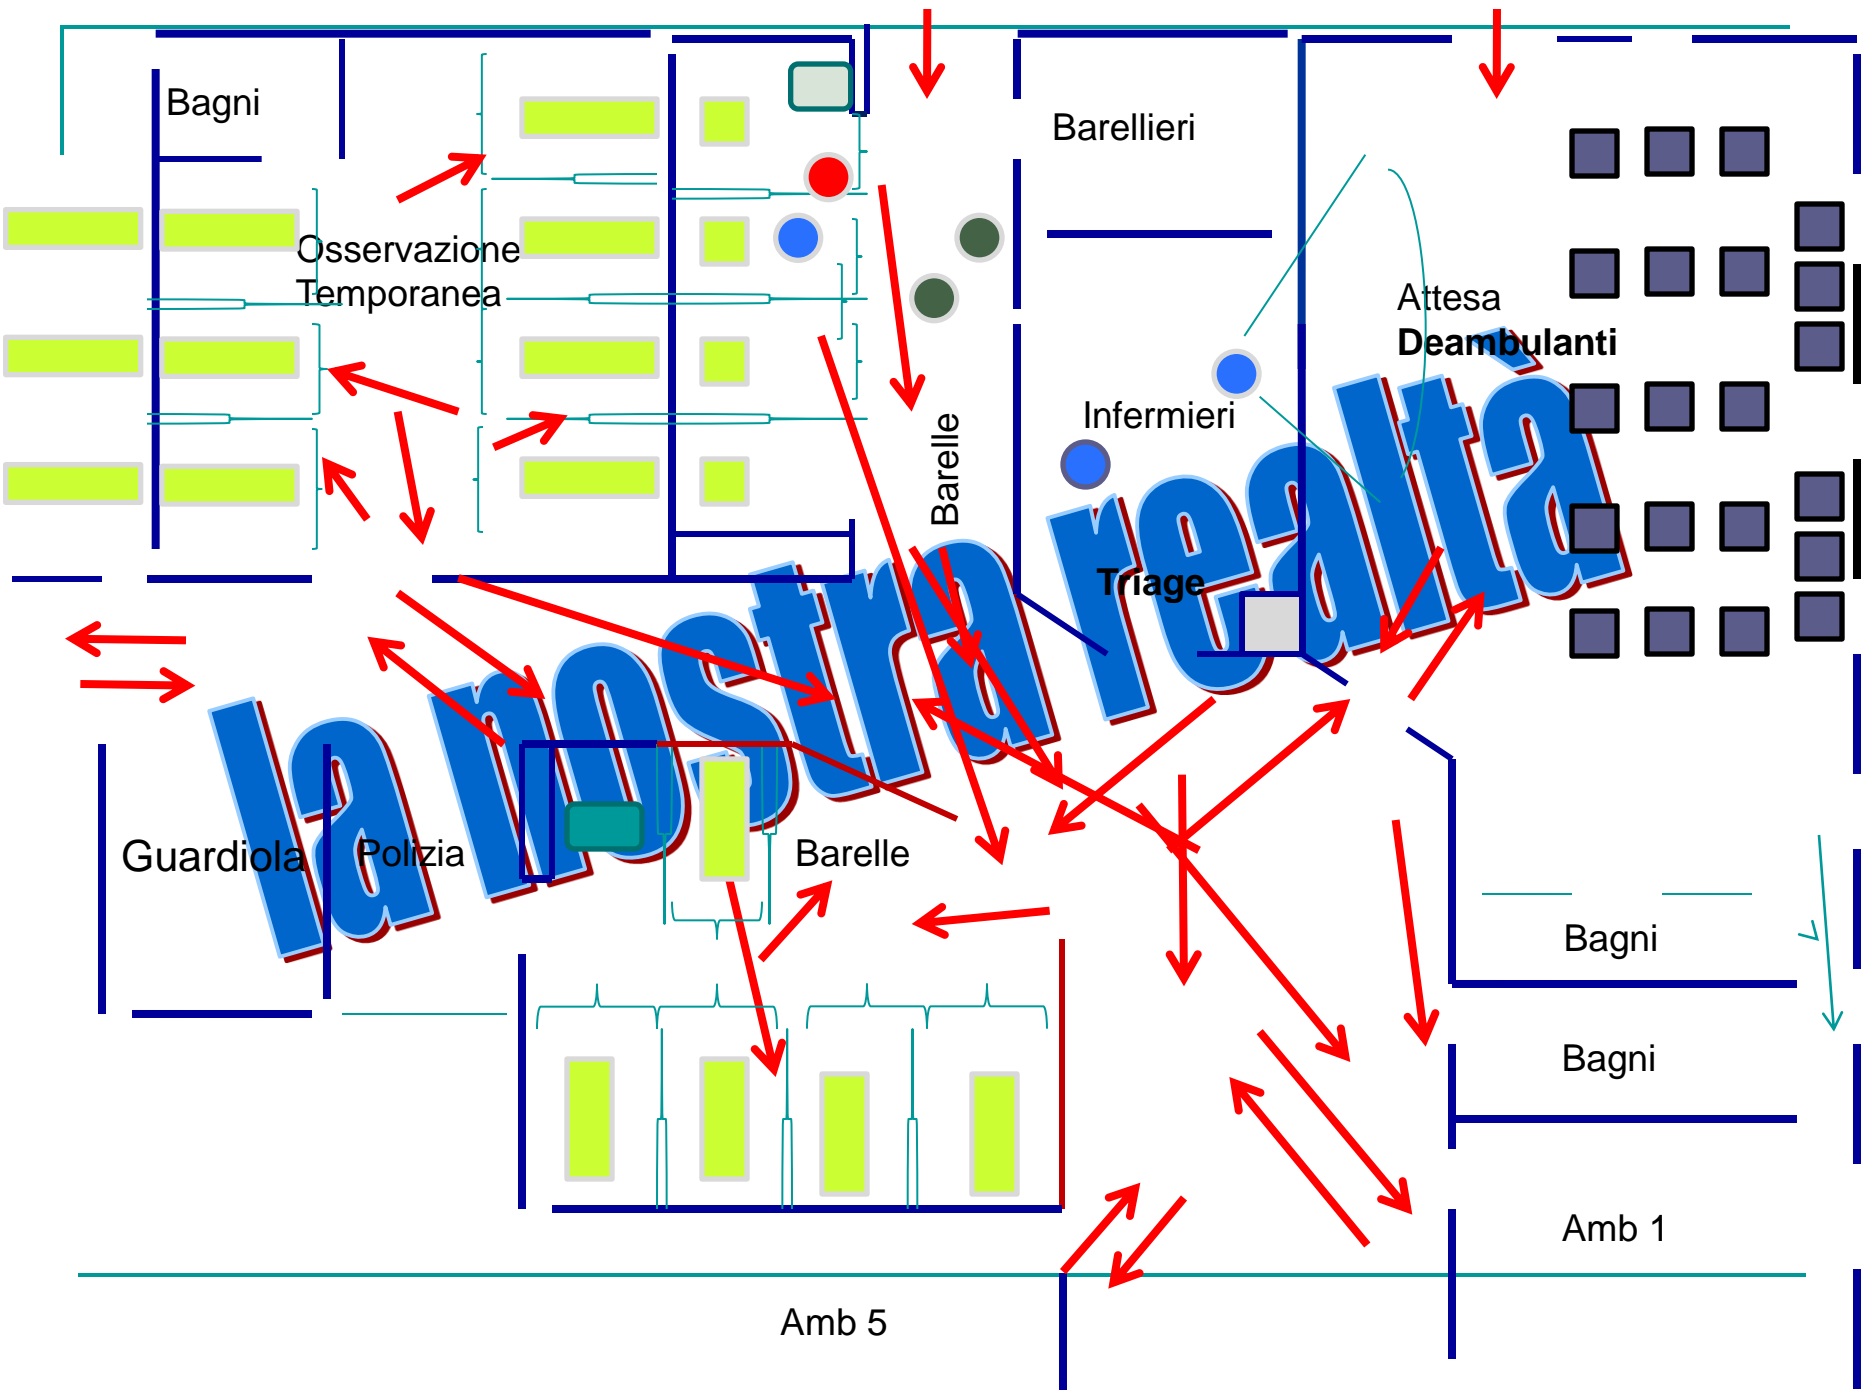 Bagni
Barellieri
Osservazione
Temporanea
Attesa
Deambulanti
Infermieri
Barelle
Triage
la nostra realtà
Guardiola
Polizia
Barelle
Bagni
Bagni
Amb 1
Amb 5